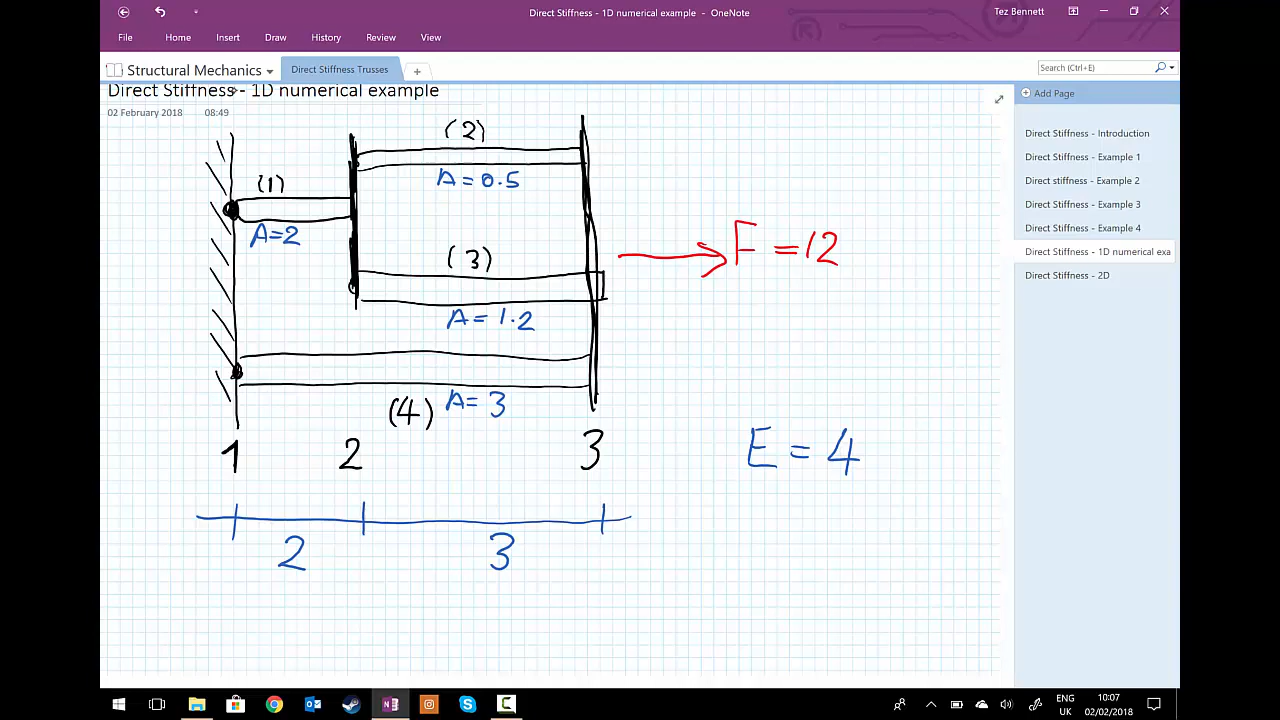 Direct Stiffness - 1D numerical example - OneNote
Tez Bennett
File Home Insert Draw History Review View
Structural Mechanics
Direct Stiffness Trusses
Search (Ctrl+E)
Direct Stiffness - 1D numerical example
02 February 2018 08:49
Add Page
Direct Stiffness - Introduction
Direct Stiffness - Example 1
Direct stiffness - Example 2
Direct Stiffness - Example 3
Direct Stiffness - Example 4
Direct Stiffness - 1D numerical exa
Direct Stiffness - 2D
(2)
A = 0.5
(1)
A=2
(3)
F = 12
A = 1.2
(4)
A = 3
1 2 3
E = 4
2 3
ENG
UK
10:07
02/02/2018